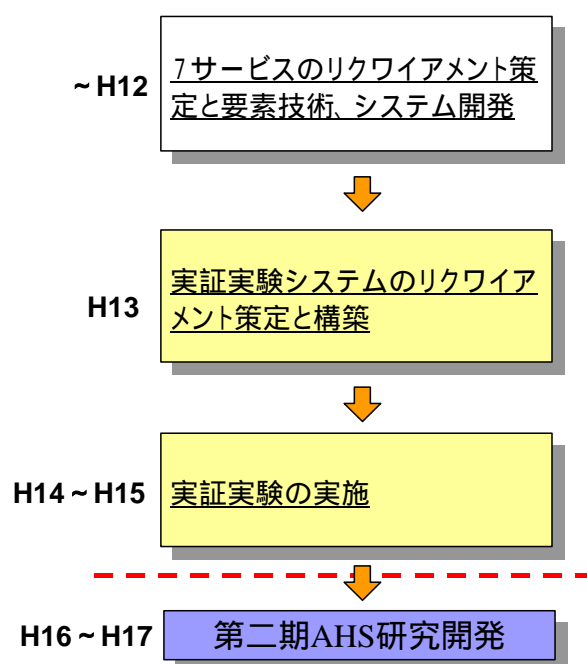 ~H12
7サービスのリクワイアメント策
定と要素技術、システム開発
H13
実証実験システムのリクワイア
メント策定と構築
H14~H15
実証実験の実施
H16~H17
第二期AHS研究開発